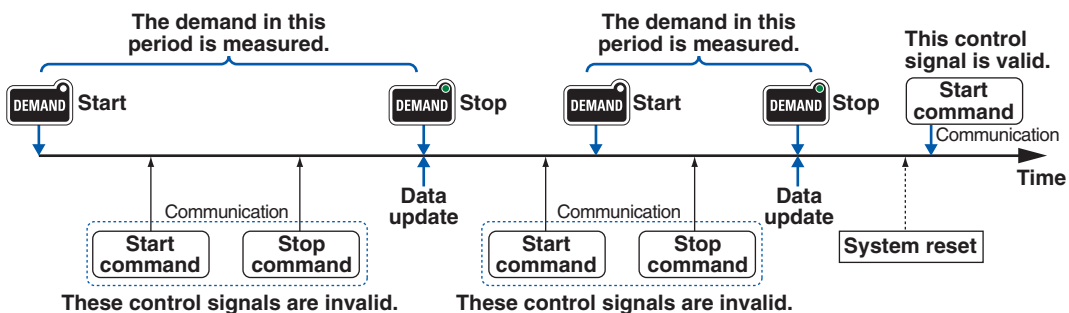 The demand in this
period is measured.
The demand in this
period is measured.
This control
signal is valid.
DEMAND Start
DEMAND Stop
DEMAND Start
DEMAND Stop
Start
command
Communication
Time
Data
update
Data
update
Communication
Start
command
Stop
command
Communication
Start
command
Stop
command
System reset
These control signals are invalid.
These control signals are invalid.